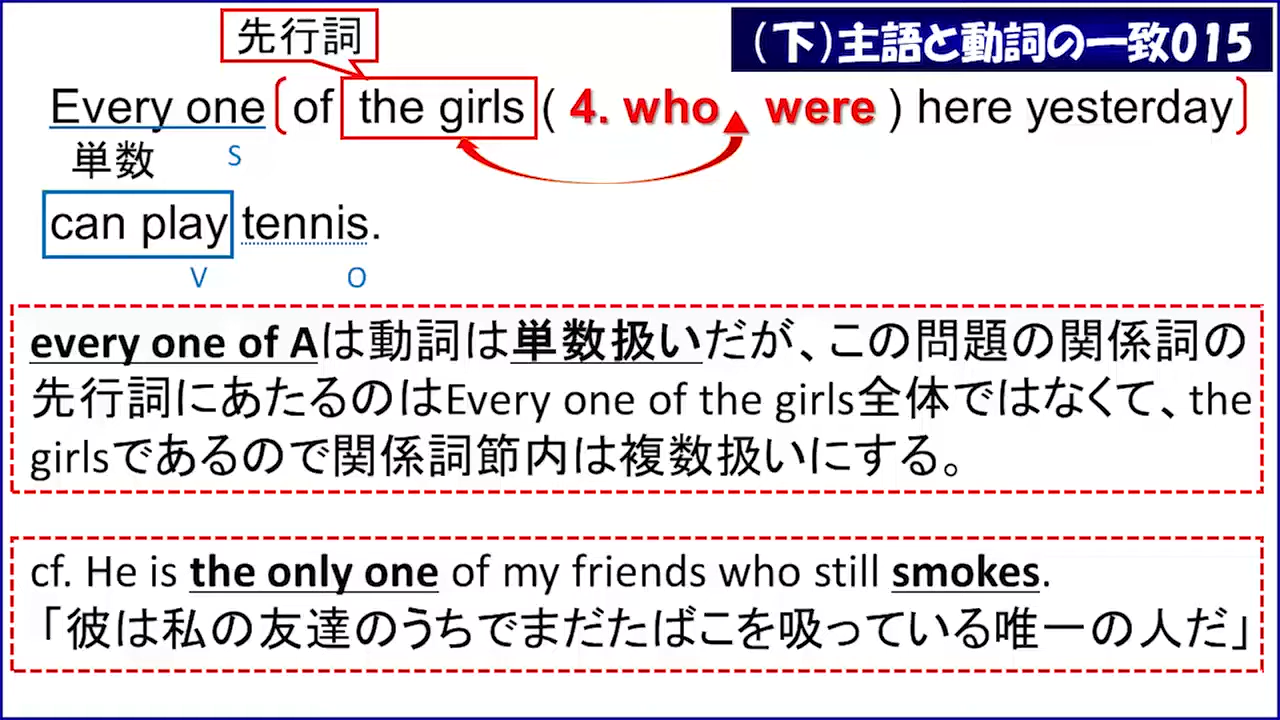 先行詞
(下)主語と動詞の一致015
Every one of the girls ( 4. who were ) here yesterday
単数 S
can play tennis.
V O
every one of Aは動詞は単数扱いだが、この問題の関係詞の
先行詞にあたるのはEvery one of the girls全体ではなくて、the
girlsであるので関係詞節内は複数扱いにする。
cf. He is the only one of my friends who still smokes.
「彼は私の友達のうちでまだたばこを吸っている唯一の人だ」